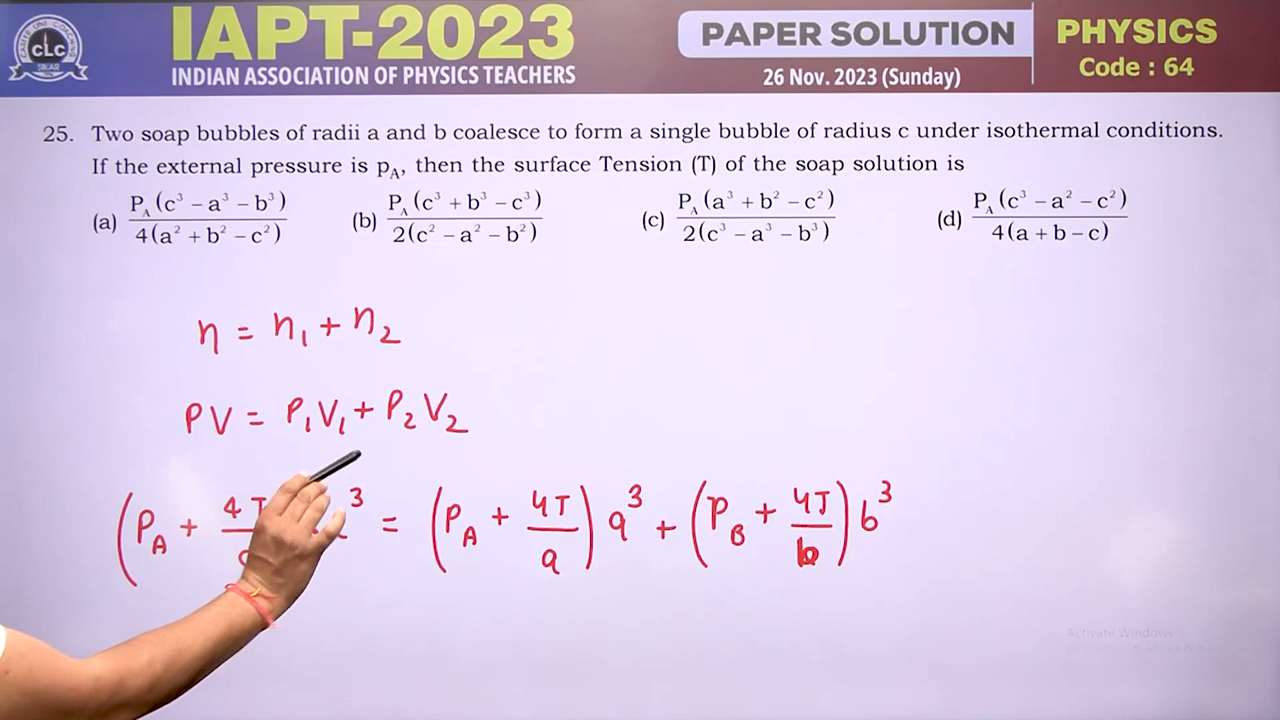 CLC
SIKAR
IAPT-2023
INDIAN ASSOCIATION OF PHYSICS TEACHERS
PAPER SOLUTION
26 Nov. 2023 (Sunday)
PHYSICS
Code : 64
25. Two soap bubbles of radii a and b coalesce to form a single bubble of radius c under isothermal conditions.
If the external pressure is p_A, then the surface Tension (T) of the soap solution is
(a) P_A(c³ − a³ − b³) / 4(a² + b² − c²) (b) P_A(c³ + b³ − c³) / 2(c² − a² − b²) (c) P_A(a³ + b² − c²) / 2(c³ − a³ − b³) (d) P_A(c³ − a² − c²) / 4(a + b − c)
n = n₁ + n₂
PV = P₁V₁ + P₂V₂
(P_A + 4T ³ = (P_A + 4T/a) a³ + (P_B + 4T/b) b³
Activate Windows